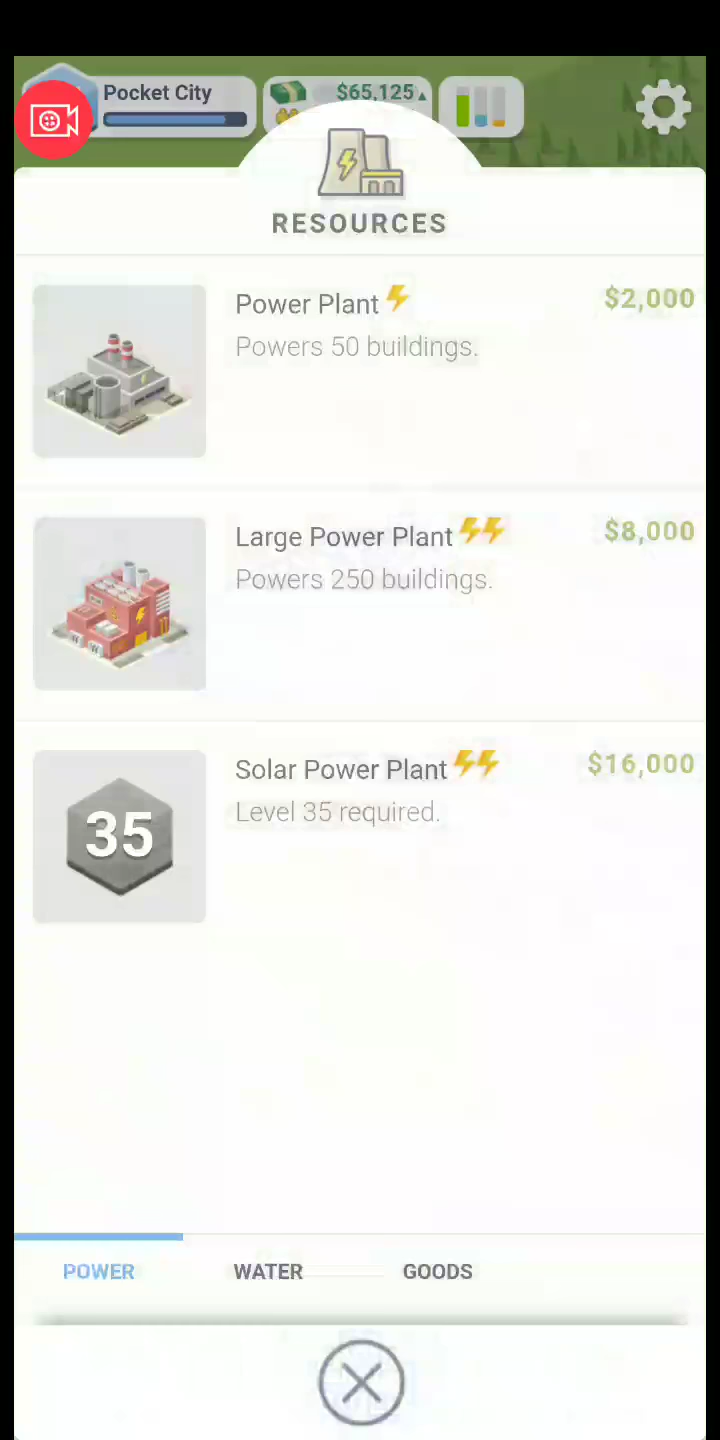 Pocket City
$65,125
RESOURCES
Power Plant
$2,000
Powers 50 buildings.
Large Power Plant
$8,000
Powers 250 buildings.
35
Solar Power Plant
$16,000
Level 35 required.
POWER
WATER
GOODS